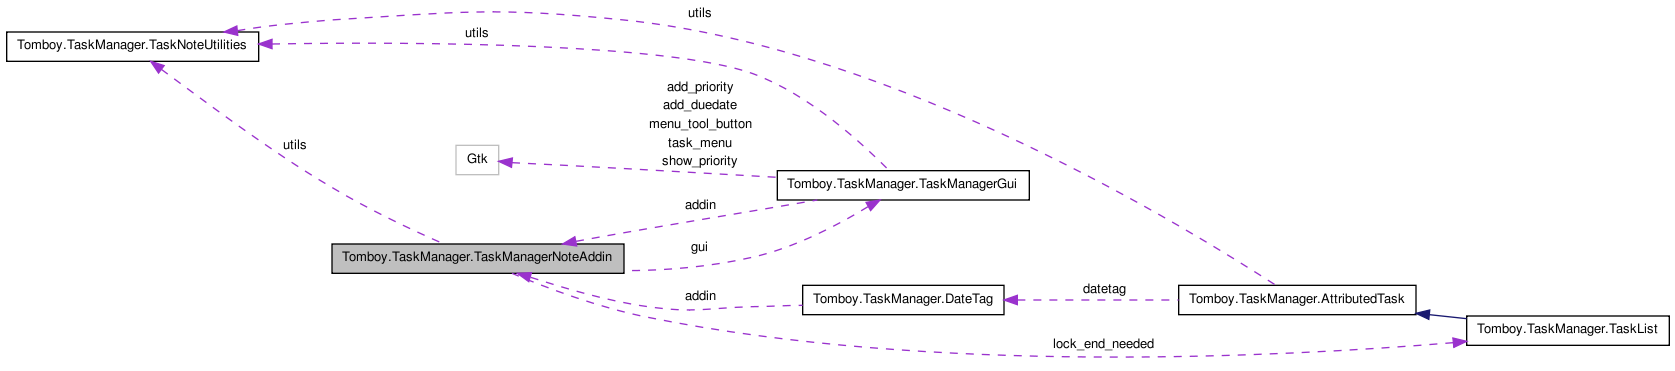 utils
utils
Tomboy.TaskManager.TaskNoteUtilities
add_priority
add_duedate
menu_tool_button
task_menu
show_priority
utils
Gtk
Tomboy.TaskManager.TaskManagerGui
addin
gui
Tomboy.TaskManager.TaskManagerNoteAddin
addin
Tomboy.TaskManager.DateTag
datetag
Tomboy.TaskManager.AttributedTask
Tomboy.TaskManager.TaskList
lock_end_needed